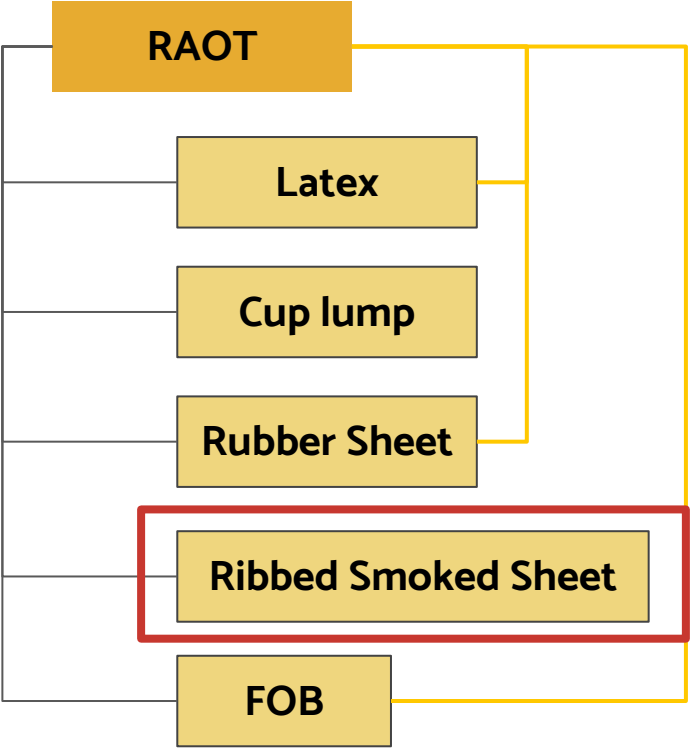 RAOT
Latex
Cup lump
Rubber Sheet
Ribbed Smoked Sheet
FOB